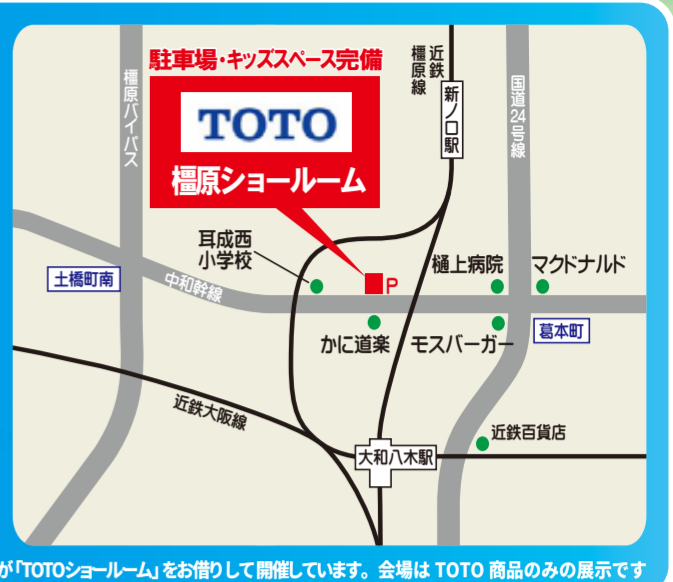 駐車場・キッズスペース完備
TOTO
橿原ショールーム
橿原バイパス
近鉄
橿原線
新ノ口駅
国道24号線
耳成西
小学校
P
樋上病院
マクドナルド
土橋町南
中和幹線
かに道楽
モスバーガー
葛本町
近鉄大阪線
大和八木駅
近鉄百貨店
が「TOTOショールーム」をお借りして開催しています。会場は TOTO 商品のみの展示です